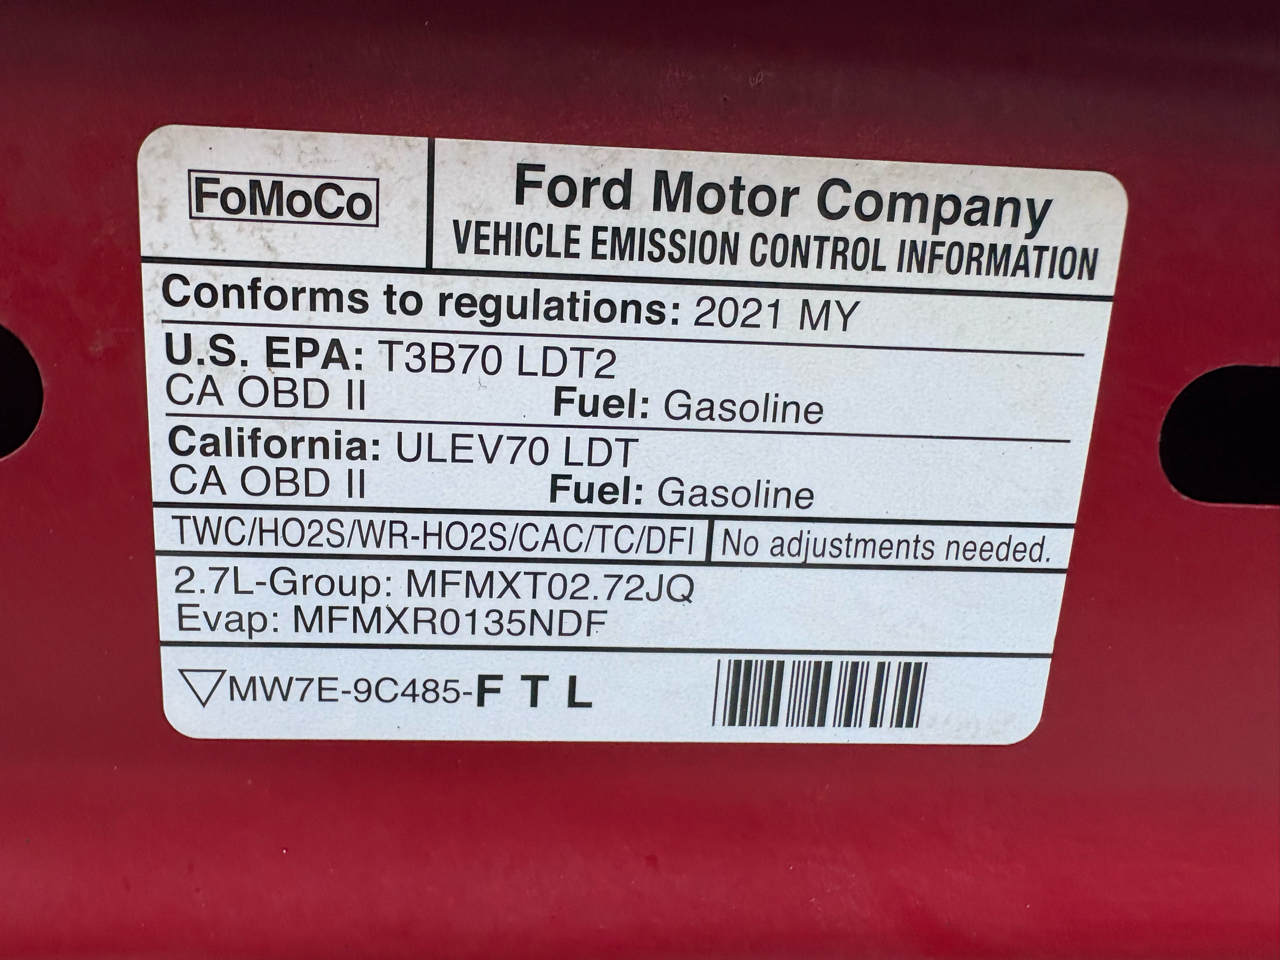 FoMoCo
Ford Motor Company
VEHICLE EMISSION CONTROL INFORMATION
Conforms to regulations: 2021 MY
U.S. EPA: T3B70 LDT2
CA OBD II Fuel: Gasoline
California: ULEV70 LDT
CA OBD II Fuel: Gasoline
TWC/HO2S/WR-HO2S/CAC/TC/DFI No adjustments needed.
2.7L-Group: MFMXT02.72JQ
Evap: MFMXR0135NDF
MW7E-9C485-F T L